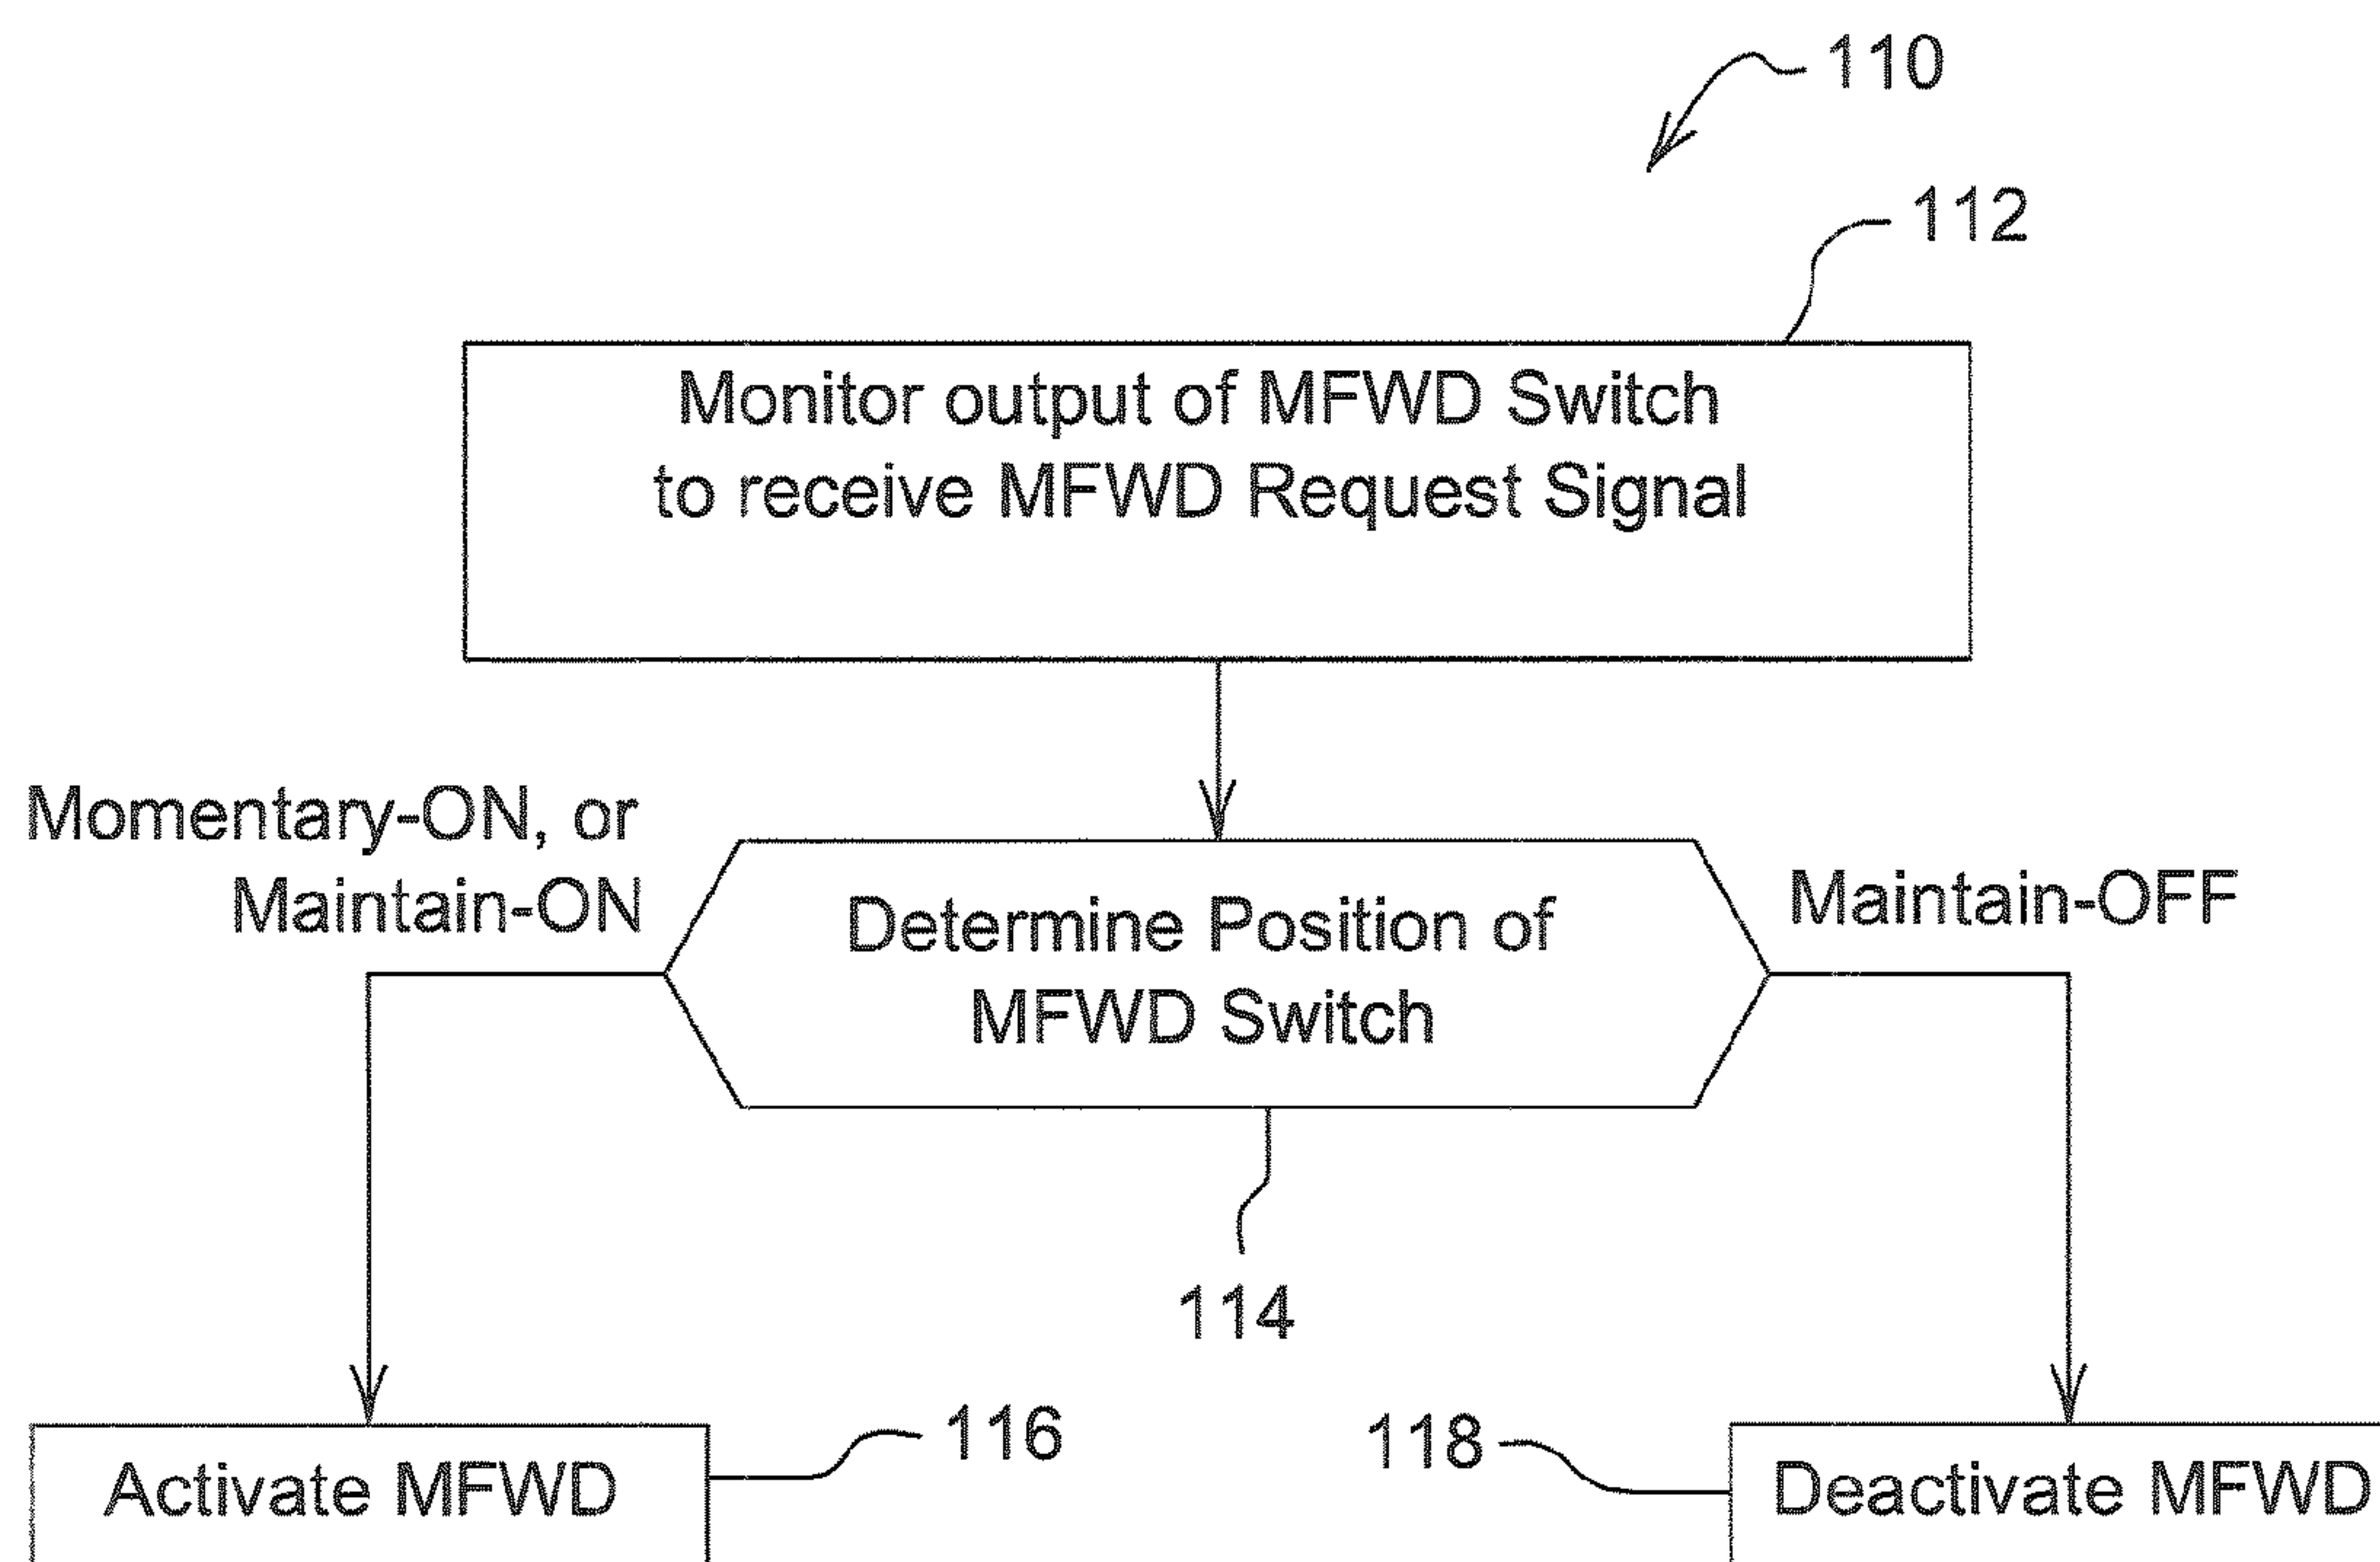 110
112
Monitor output of MFWD Switch
to receive MFWD Request Signal
Momentary-ON, or
Maintain-ON
Determine Position of
MFWD Switch
Maintain-OFF
114
116
118
Activate MFWD
Deactivate MFWD